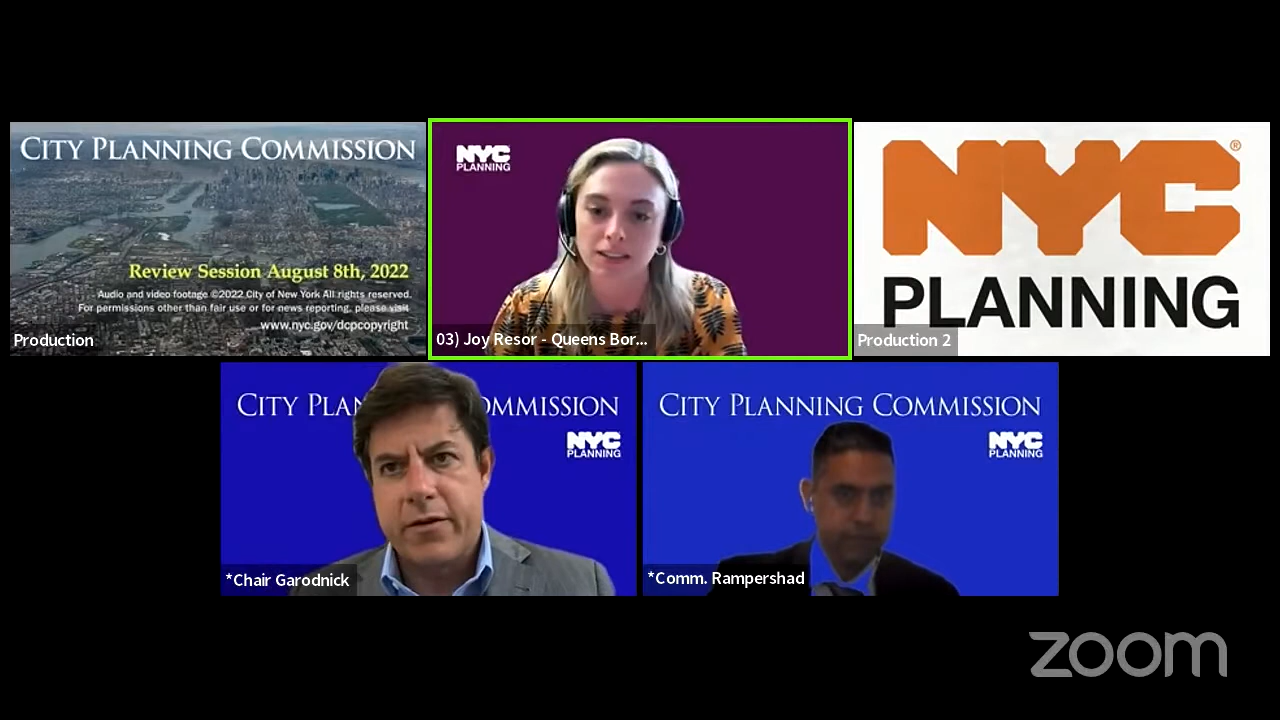 CITY PLANNING COMMISSION
Review Session August 8th, 2022
Audio and video footage ©2022 City of New York All rights reserved.
For permissions other than fair use or for news reporting, please visit
www.nyc.gov/dcpcopyright
Production
NYC
PLANNING
03) Joy Resor - Queens Bor...
NYC®
PLANNING
Production 2
CITY PLAN OMMISSION
NYC
PLANNING
*Chair Garodnick
CITY PLANNING COMMISSION
NYC
PLANNING
*Comm. Rampershad
zoom